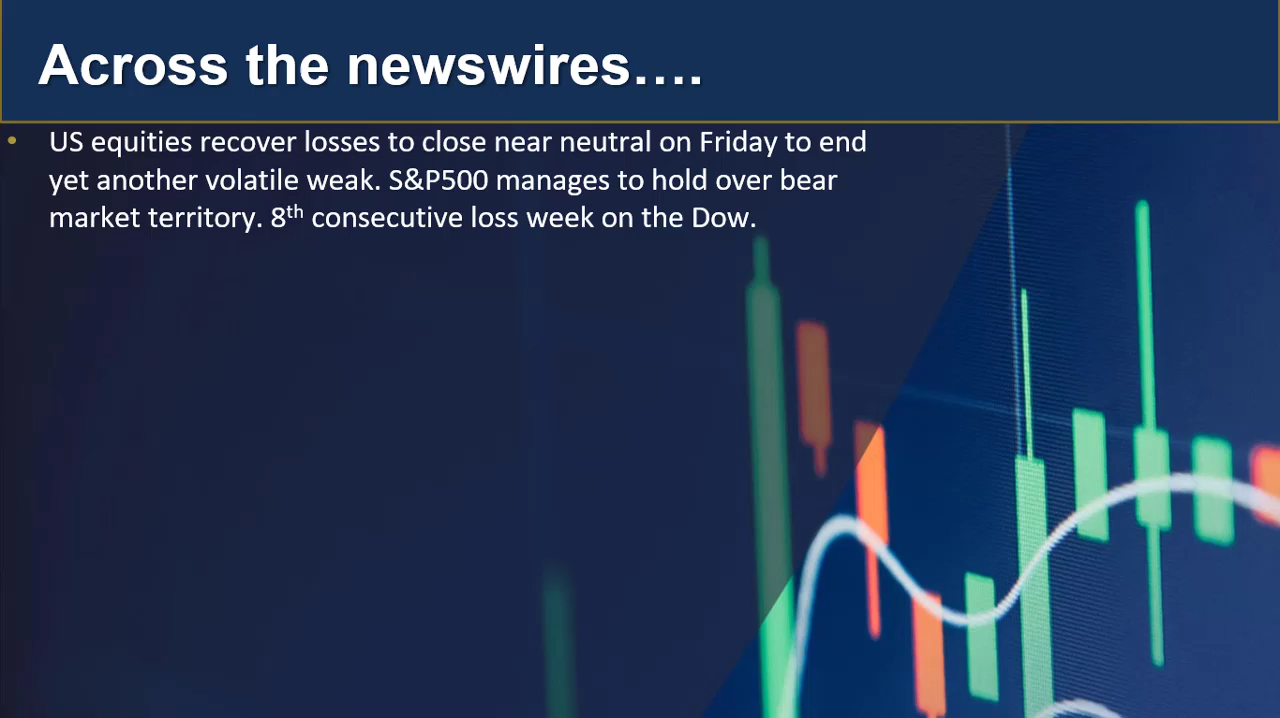 Across the newswires….
• US equities recover losses to close near neutral on Friday to end
yet another volatile weak. S&P500 manages to hold over bear
market territory. 8th consecutive loss week on the Dow.